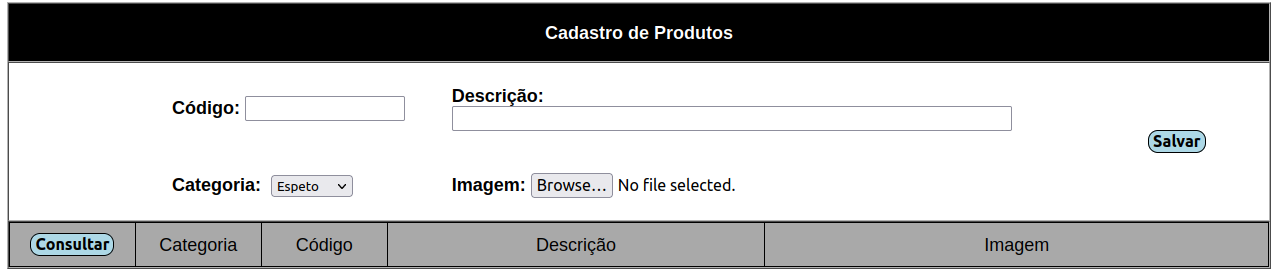 Cadastro de Produtos
Código:
Descrição:
Salvar
Categoria: Espeto
Imagem: Browse... No file selected.
Consultar Categoria Código Descrição Imagem